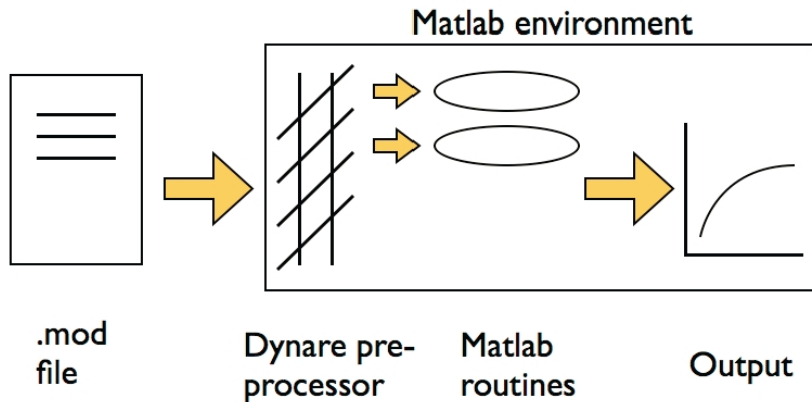 Matlab environment
.mod
file
Dynare pre-
processor
Matlab
routines
Output